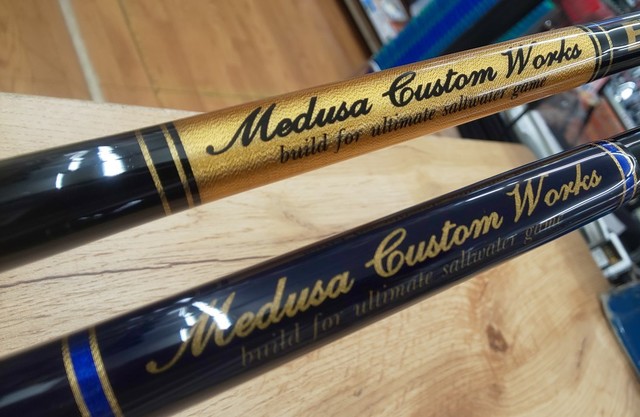 Medusa Custom Works
build for ultimate saltwater game
Medusa Custom Works
build for ultimate saltwater game